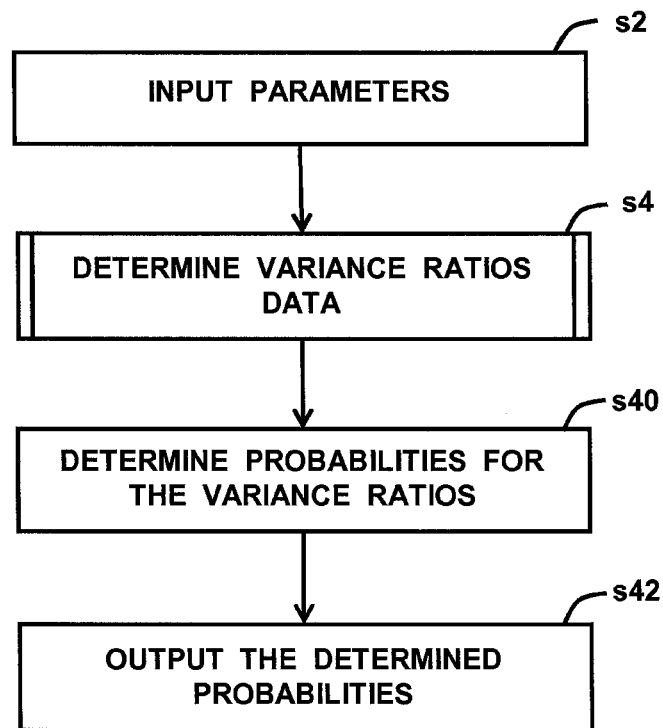 s2
INPUT PARAMETERS
s4
DETERMINE VARIANCE RATIOS
DATA
s40
DETERMINE PROBABILITIES FOR
THE VARIANCE RATIOS
s42
OUTPUT THE DETERMINED
PROBABILITIES